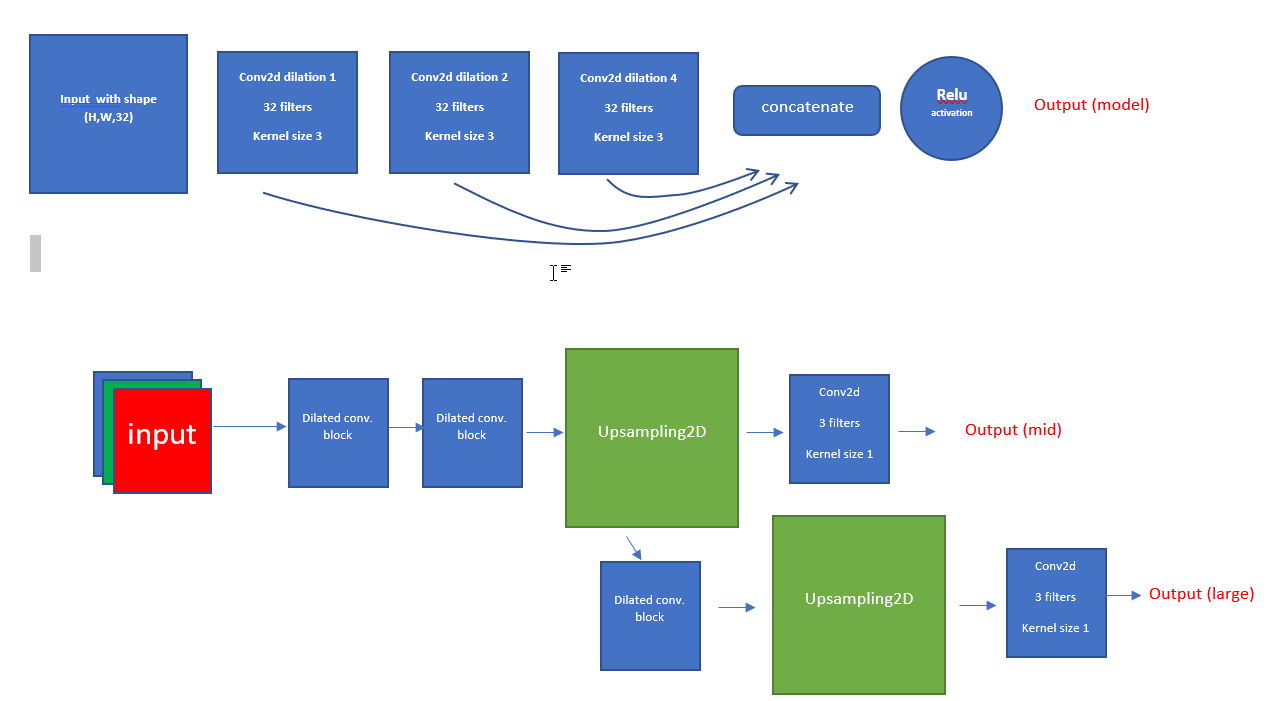 Input with shape
(H,W,32)
Conv2d dilation 1
32 filters
Kernel size 3
Conv2d dilation 2
32 filters
Kernel size 3
Conv2d dilation 4
32 filters
Kernel size 3
concatenate
Relu
activation
Output (model)
input
Dilated conv.
block
Dilated conv.
block
Upsampling2D
Conv2d
3 filters
Kernel size 1
Output (mid)
Dilated conv.
block
Upsampling2D
Conv2d
3 filters
Kernel size 1
Output (large)